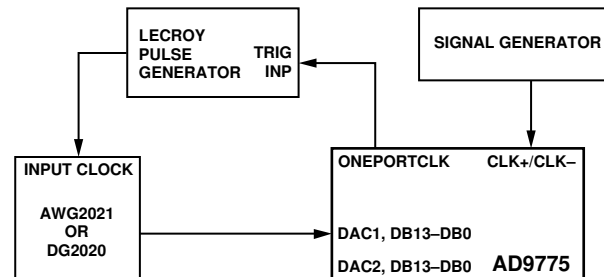 LECROY
PULSE
GENERATOR
TRIG
INP
SIGNAL GENERATOR
INPUT CLOCK
AWG2021
OR
DG2020
ONEPORTCLK
CLK+/CLK–
DAC1, DB13–DB0
DAC2, DB13–DB0
AD9775